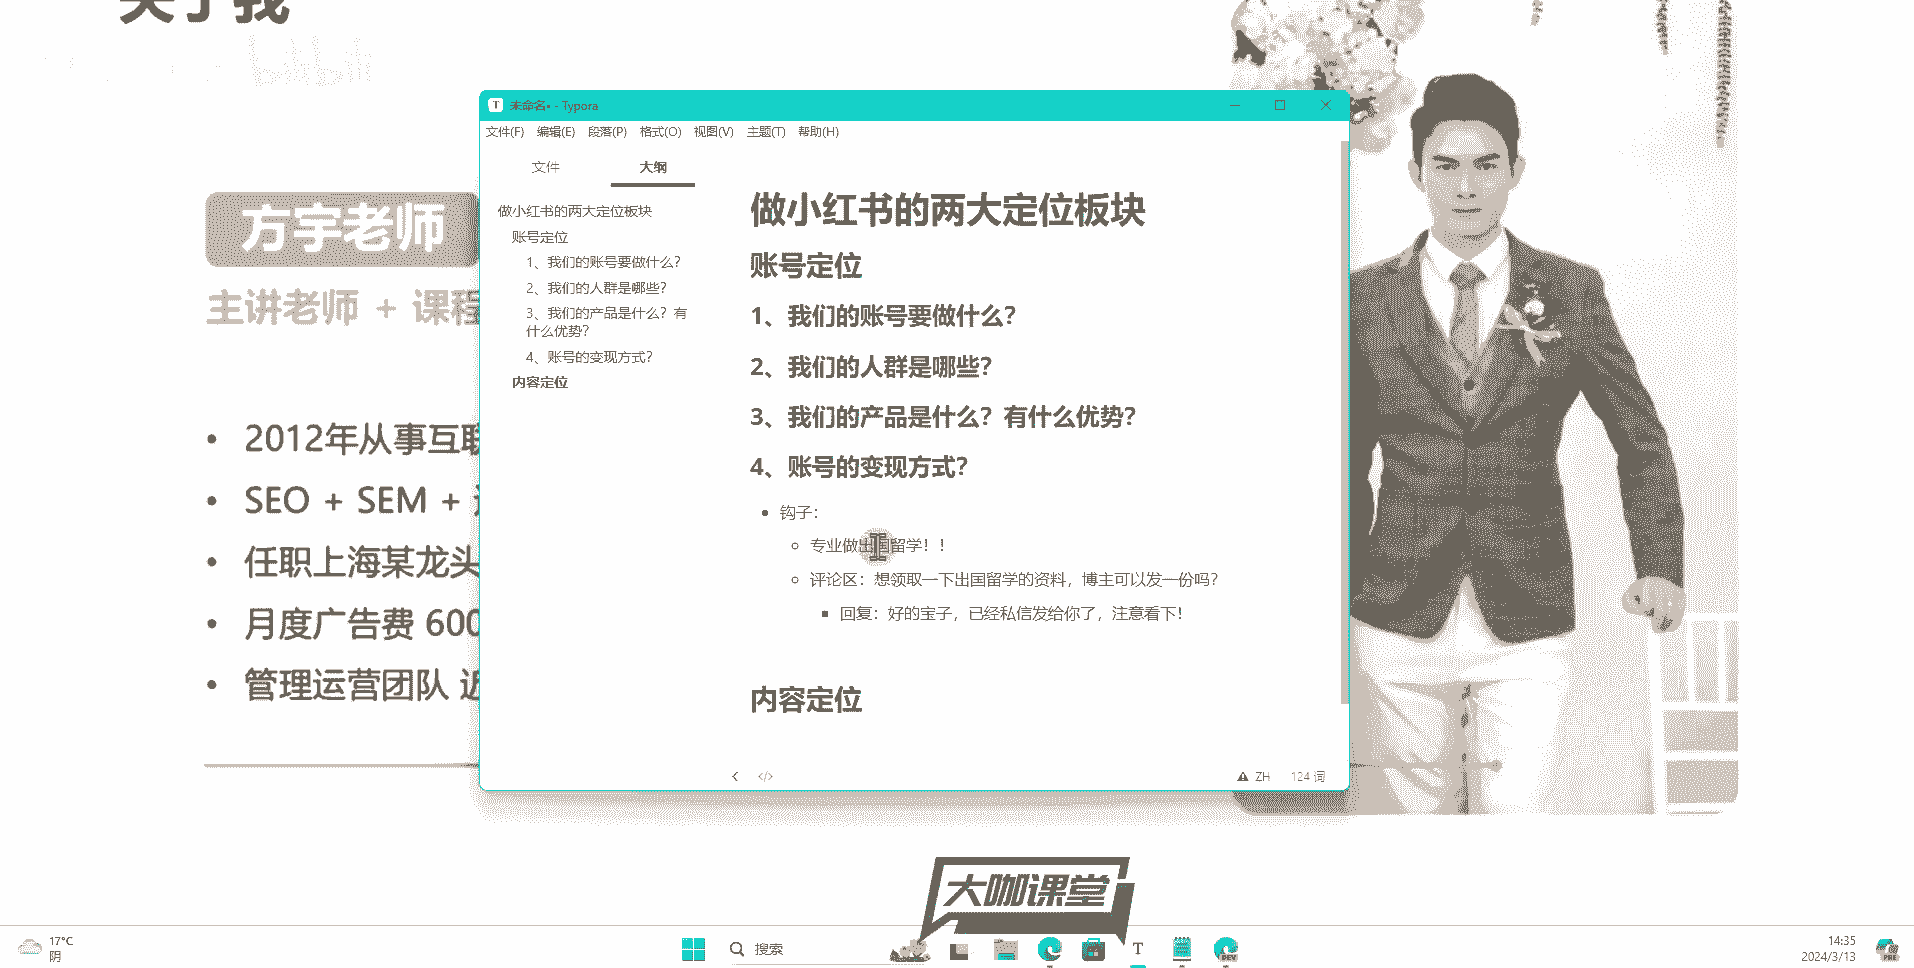 关于我
bilibili
方宇老师
主讲老师 + 课程
• 2012年从事互联
• SEO + SEM +
• 任职上海某龙头
• 月度广告费 600
• 管理运营团队 近
未命名• - Typora
文件(F) 编辑(E) 段落(P) 格式(O) 视图(V) 主题(T) 帮助(H)
文件 大纲
做小红书的两大定位板块
账号定位
1、我们的账号要做什么？
2、我们的人群是哪些？
3、我们的产品是什么？有
什么优势？
4、账号的变现方式？
内容定位
做小红书的两大定位板块
账号定位
1、我们的账号要做什么？
2、我们的人群是哪些？
3、我们的产品是什么？有什么优势？
4、账号的变现方式？
钩子：
专业做出国留学！！
评论区：想领取一下出国留学的资料，博主可以发一份吗？
回复：好的宝子，已经私信发给你了，注意看下！
内容定位
ZH 124 词
大咖课堂
17°C
阴
搜索
DEV
14:35
2024/3/13
PRE